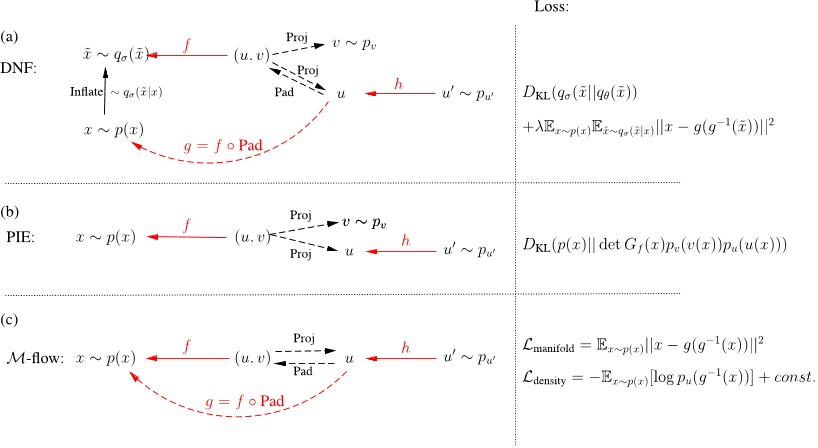 Loss:
(a)
DNF:
x̃ ∼ q_σ(x̃)
f
(u, v)
Proj
v ∼ p_v
Proj
Pad
u
h
u′ ∼ p_{u′}
Inflate ∼ q_σ(x̃|x)
x ∼ p(x)
g = f ∘ Pad
D_KL(q_σ(x̃||q_θ(x̃))
+λ𝔼_{x∼p(x)}𝔼_{x̃∼q_σ(x̃|x)}||x − g(g^{−1}(x̃))||^2
(b)
PIE:
x ∼ p(x)
f
(u, v)
Proj
v ∼ p_v
Proj
u
h
u′ ∼ p_{u′}
D_KL(p(x)|| det G_f(x)p_v(v(x))p_u(u(x)))
(c)
ℳ-flow:
x ∼ p(x)
f
(u, v)
Proj
Pad
u
h
u′ ∼ p_{u′}
g = f ∘ Pad
ℒ_manifold = 𝔼_{x∼p(x)}||x − g(g^{−1}(x))||^2
ℒ_density = −𝔼_{x∼p(x)}[log p_u(g^{−1}(x))] + const.